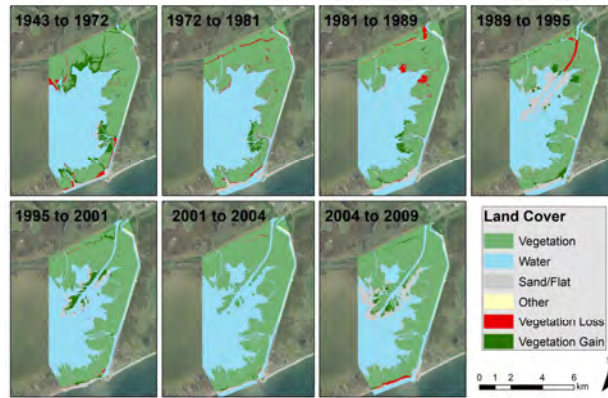 1943 to 1972
1972 to 1981
1981 to 1989
1989 to 1995
1995 to 2001
2001 to 2004
2004 to 2009
Land Cover
Vegetation
Water
Sand/Flat
Other
Vegetation Loss
Vegetation Gain
0 1 2 4 6
km